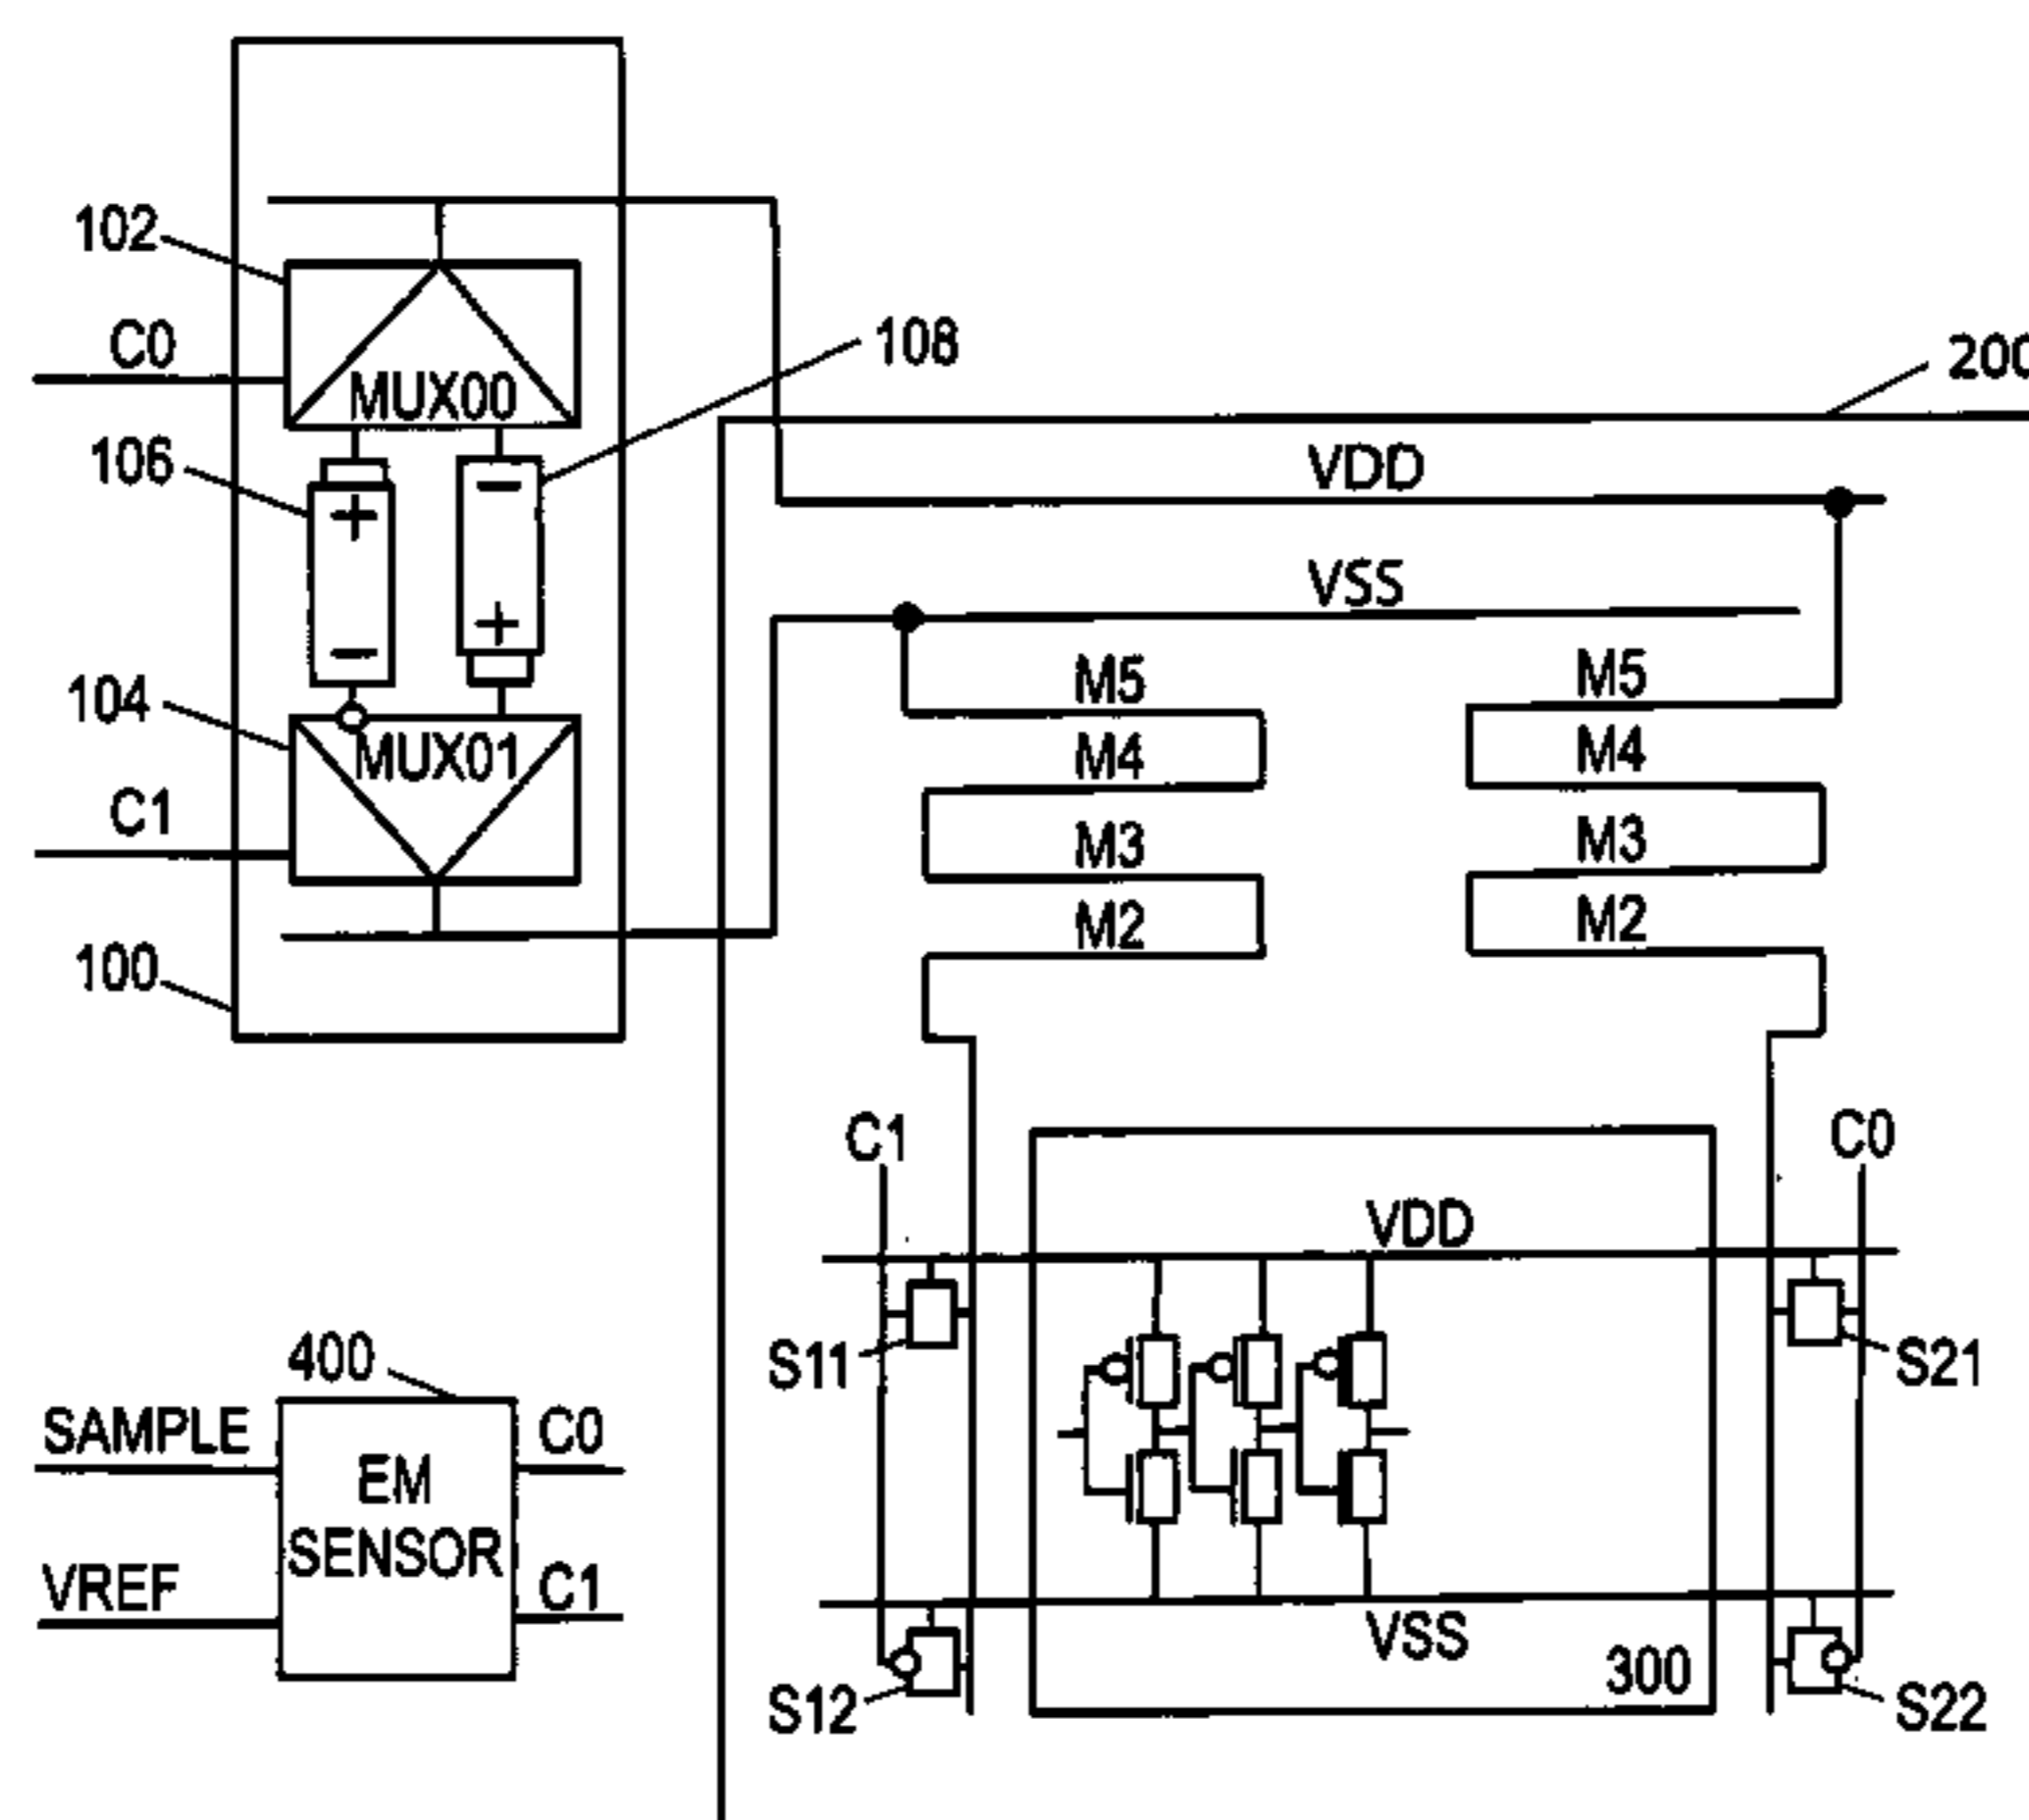 102
C0
MUX00
108
200
106
+
−
−
+
VDD
VSS
104
MUX01
C1
M5
M5
M4
M4
M3
M3
M2
M2
100
C1
C0
VDD
S11
S21
400
SAMPLE
C0
EM
SENSOR
VREF
C1
VSS
300
S12
S22